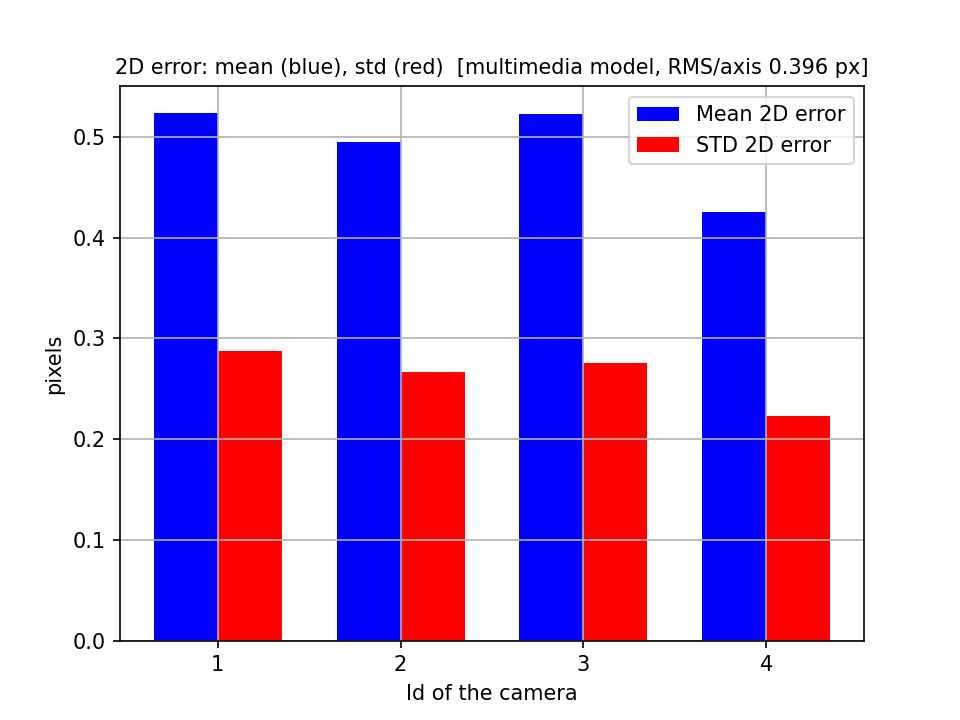 2D error: mean (blue), std (red)  [multimedia model, RMS/axis 0.396 px]
Mean 2D error
STD 2D error
0.5
0.4
0.3
0.2
0.1
0.0
pixels
1 2 3 4
Id of the camera